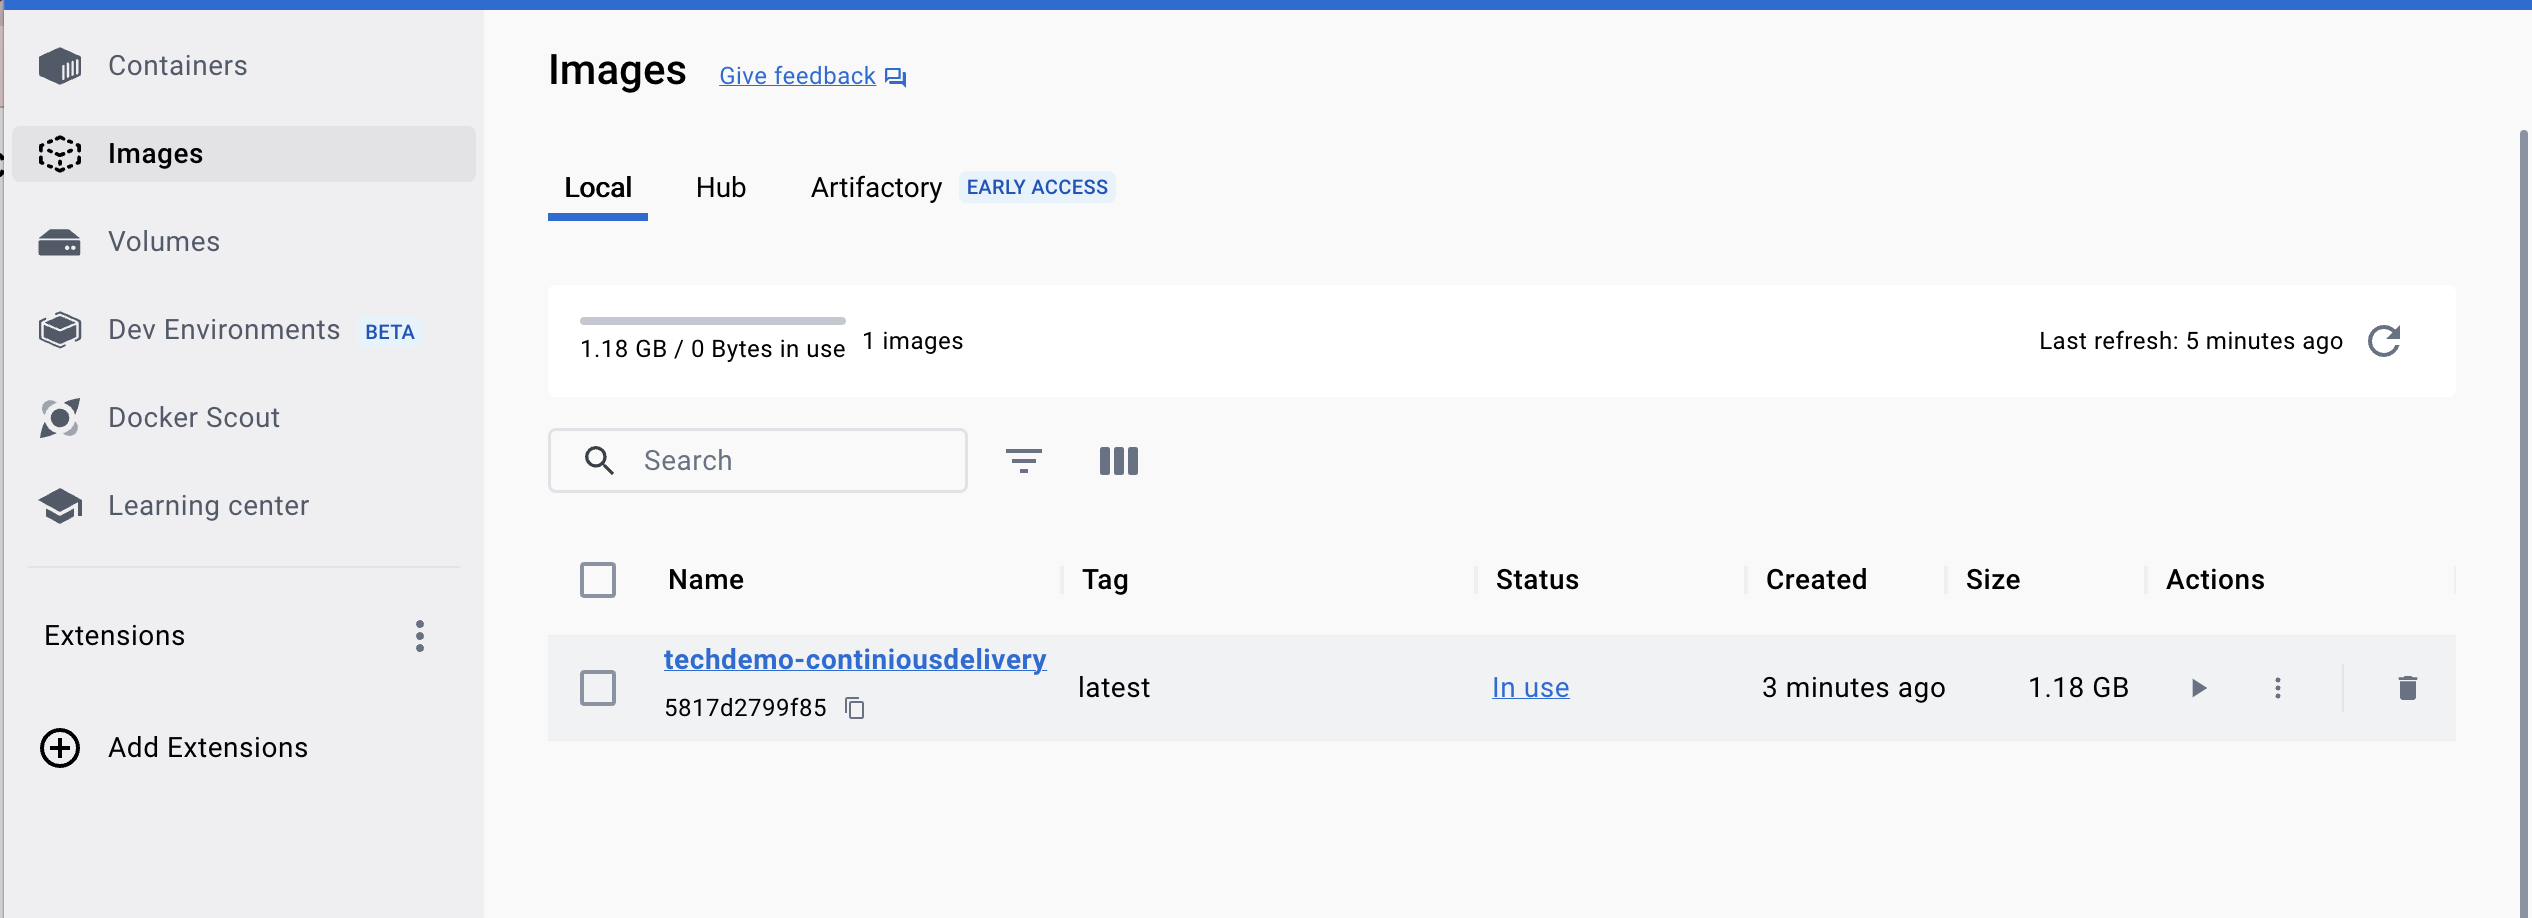 Containers
Images
Volumes
Dev Environments BETA
Docker Scout
Learning center
Extensions
Add Extensions
Images Give feedback
Local Hub Artifactory EARLY ACCESS
1.18 GB / 0 Bytes in use 1 images Last refresh: 5 minutes ago
Search
Name Tag Status Created Size Actions
techdemo-continiousdelivery
5817d2799f85
latest In use 3 minutes ago 1.18 GB